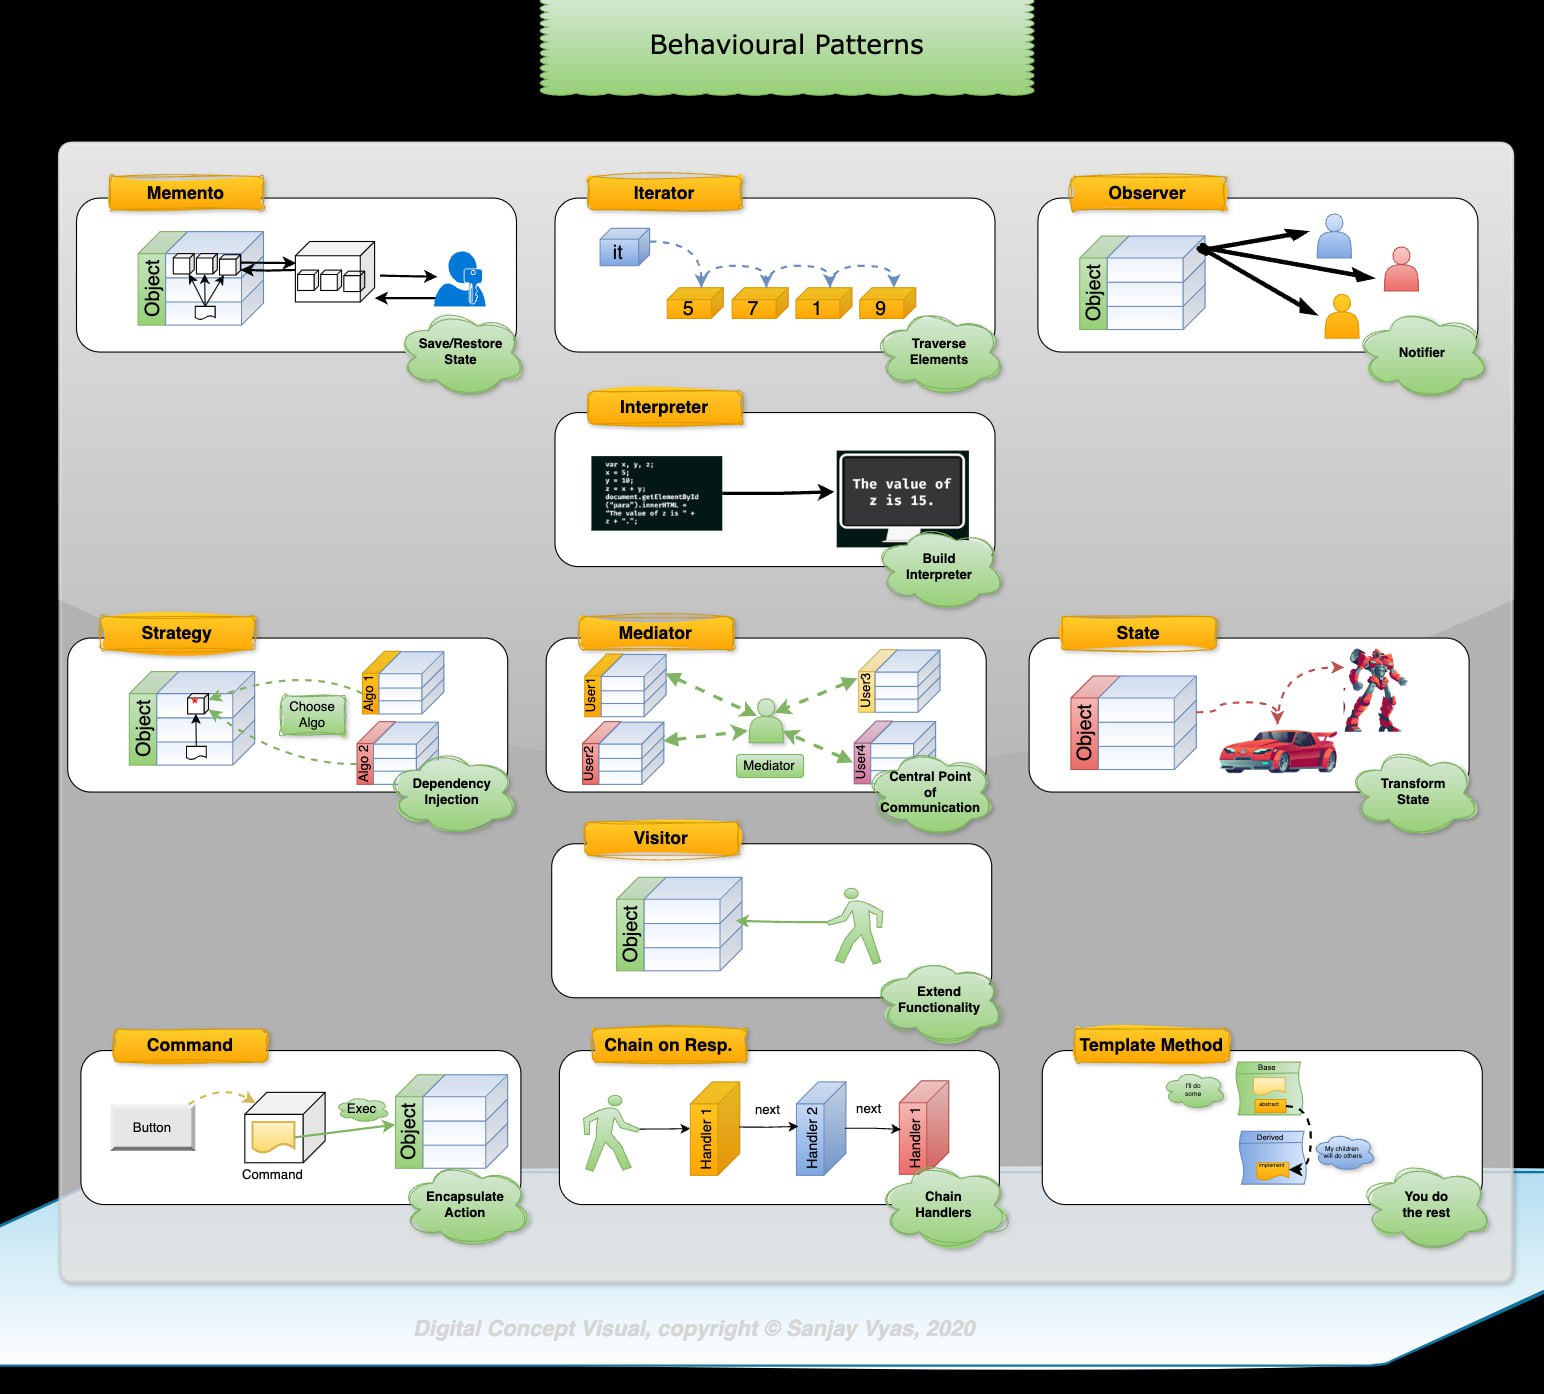 Behavioural Patterns
Memento
Object
Save/Restore
State
Iterator
it
5
7
1
9
Traverse
Elements
Observer
Object
Notifier
Interpreter
var x, y, z;
x = 5;
y = 10;
z = x + y;
document.getElementById
("para").innerHTML =
"The value of z is " +
z + ".";
The value of
z is 15.
Build
Interpreter
Strategy
Object
*
Choose
Algo
Algo 1
Algo 2
Dependency
Injection
Mediator
User1
User2
User3
User4
Mediator
Central Point
of
Communication
State
Object
Transform
State
Visitor
Object
Extend
Functionality
Command
Button
Command
Exec
Object
Encapsulate
Action
Chain on Resp.
Handler 1
next
Handler 2
next
Handler 1
Chain
Handlers
Template Method
I'll do
some
Base
abstract
Derived
implement
My children
will do others
You do
the rest
Digital Concept Visual, copyright © Sanjay Vyas, 2020